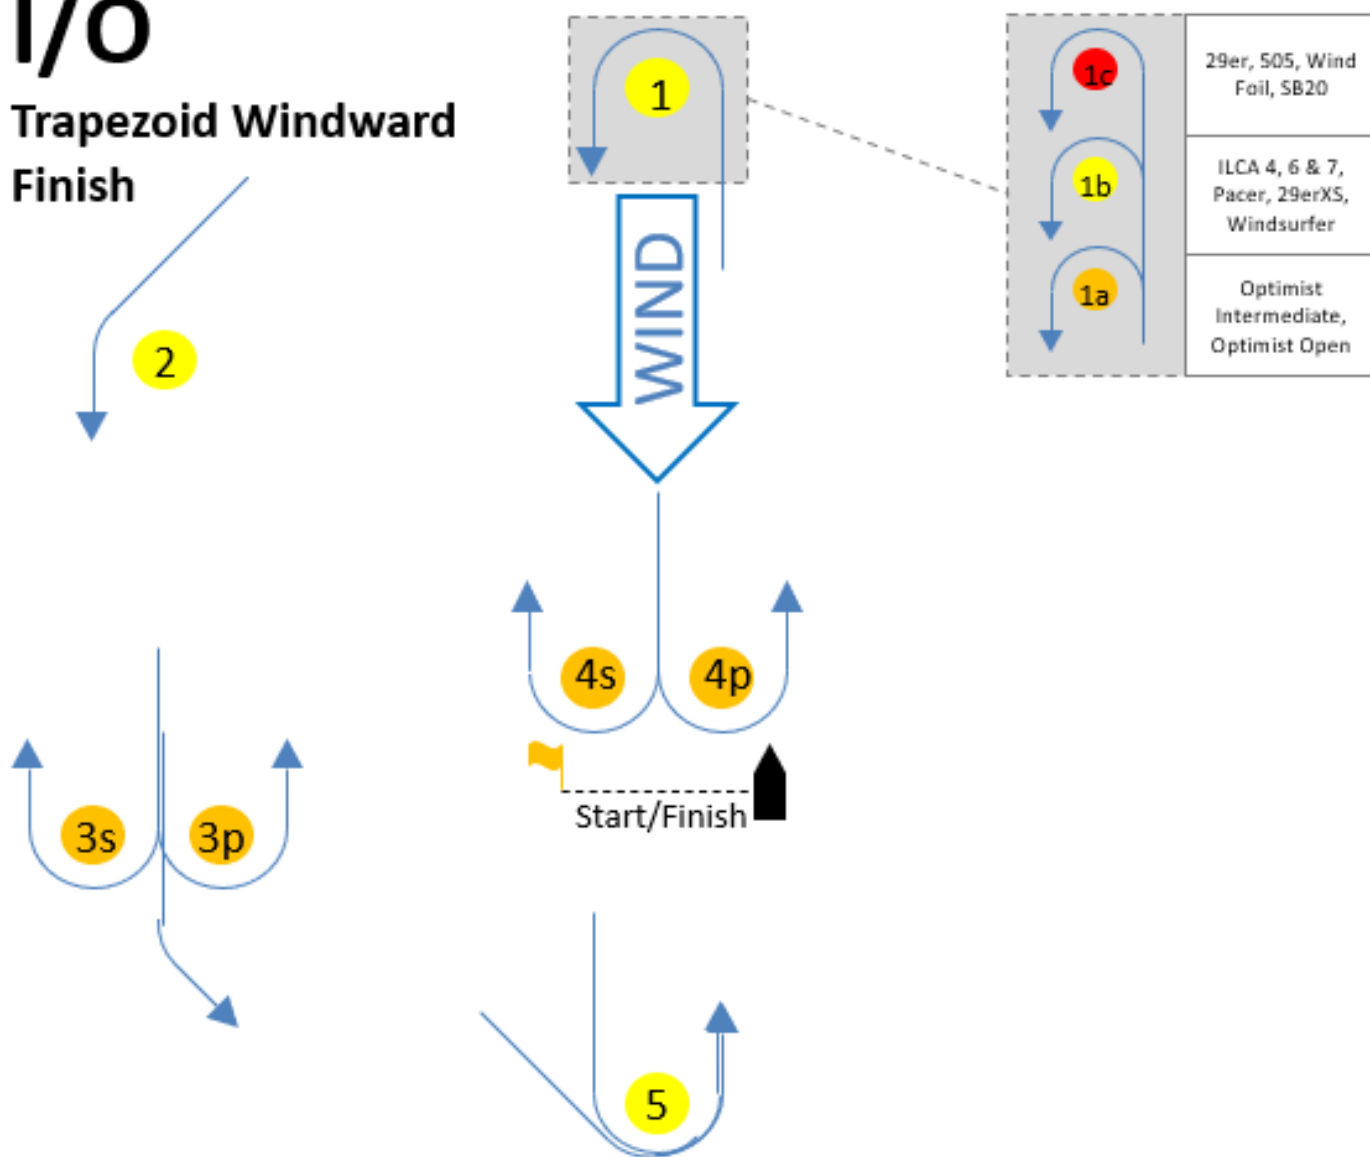 I/O
Trapezoid Windward
Finish
1
1c
29er, 505, Wind
Foil, SB20
1b
ILCA 4, 6 & 7,
Pacer, 29erXS,
Windsurfer
1a
Optimist
Intermediate,
Optimist Open
WIND
2
4s
4p
Start/Finish
3s
3p
5